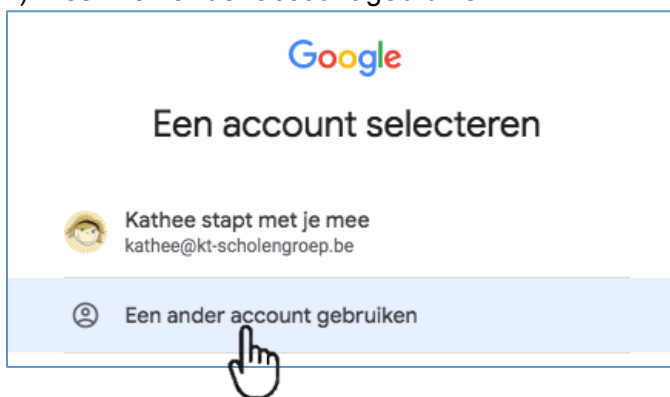 Google
Een account selecteren
Kathee stapt met je mee
kathee@kt-scholengroep.be
Een ander account gebruiken